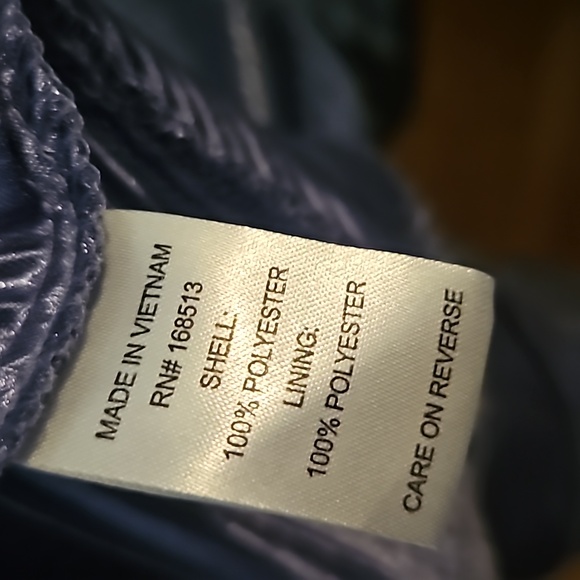 MADE IN VIETNAM
RN# 168513
SHELL:
100% POLYESTER
LINING:
100% POLYESTER
CARE ON REVERSE